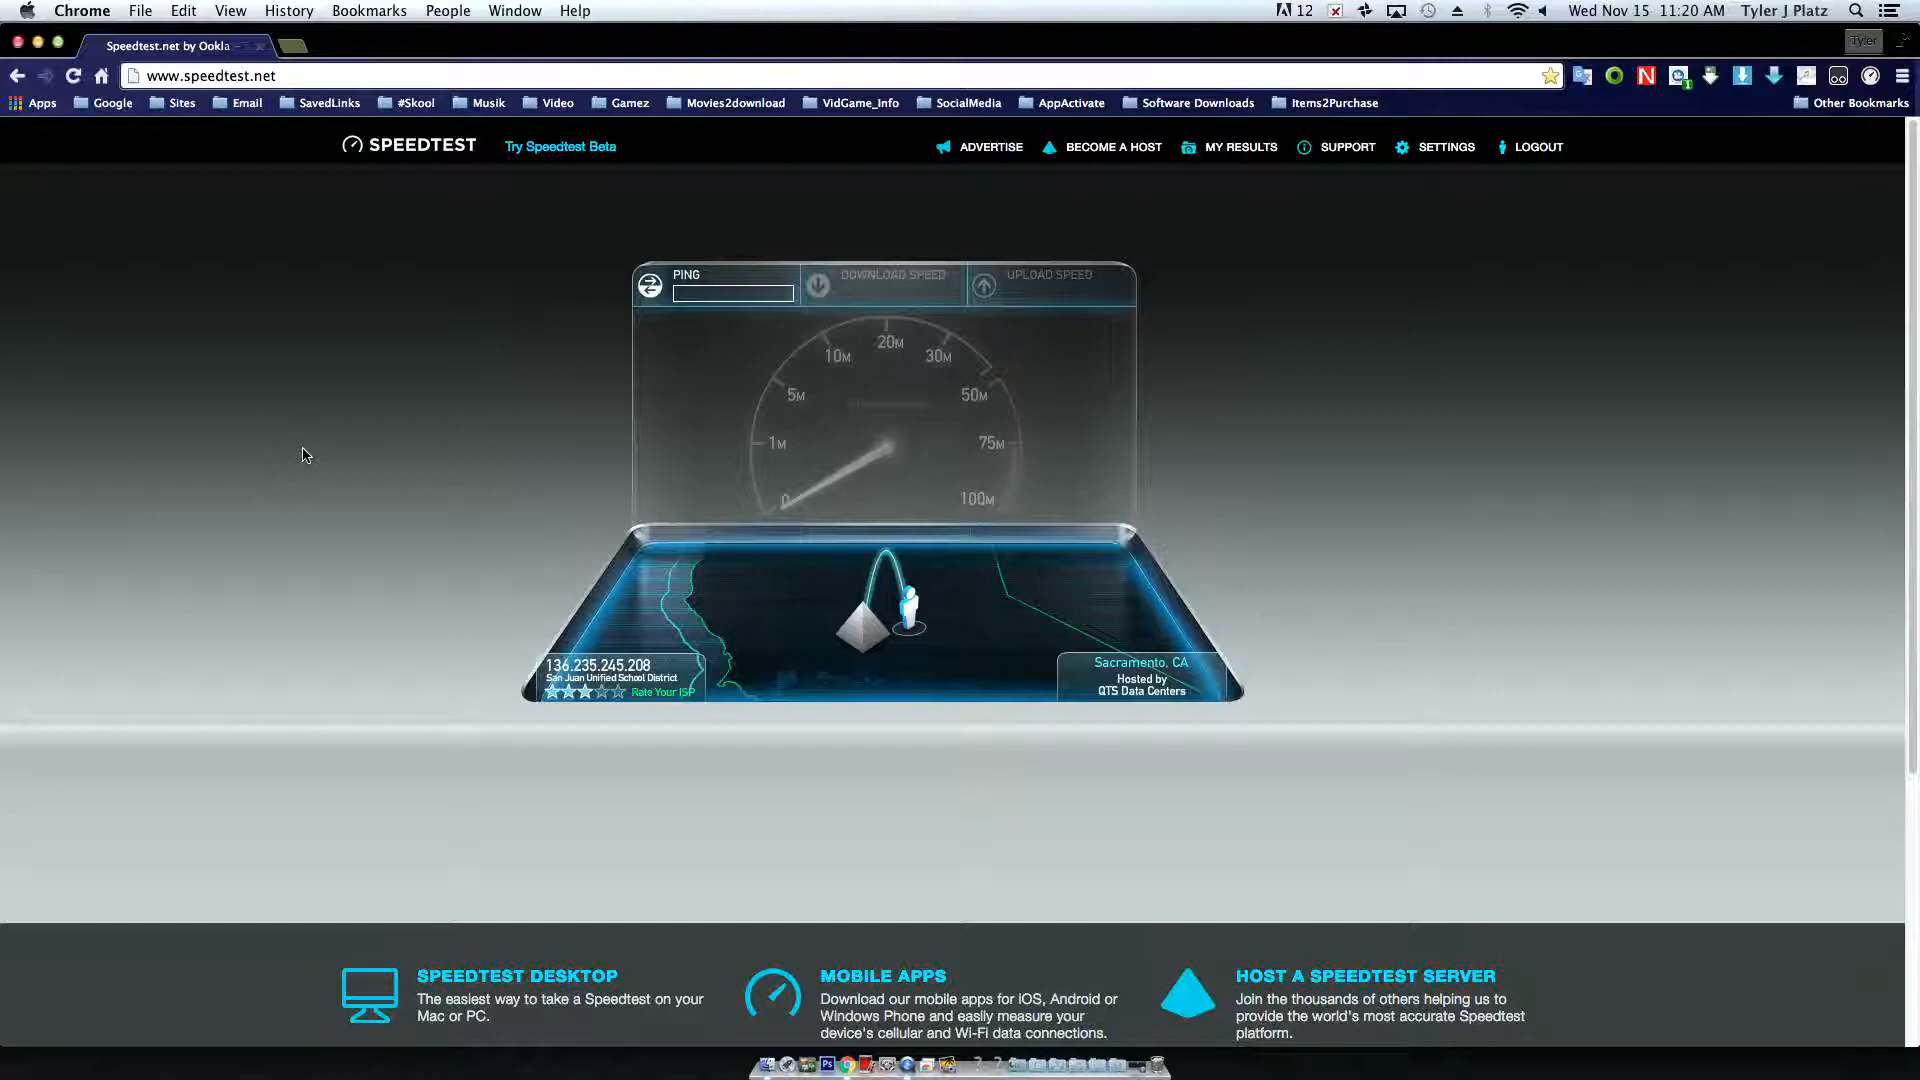 Chrome File Edit View History Bookmarks People Window Help 12 Wed Nov 15 11:20 AM Tyler J Platz
Speedtest.net by Ookla Tyler
www.speedtest.net
Apps Google Sites Email SavedLinks #Skool Musik Video Gamez Movies2download VidGame_Info SocialMedia AppActivate Software Downloads Items2Purchase Other Bookmarks
SPEEDTEST Try Speedtest Beta ADVERTISE BECOME A HOST MY RESULTS SUPPORT SETTINGS LOGOUT
PING DOWNLOAD SPEED UPLOAD SPEED
20M
10M 30M
5M 50M
1M 75M
0 100M
136.235.245.208
San Juan Unified School District
Rate Your ISP
Sacramento, CA
Hosted by
QTS Data Centers
SPEEDTEST DESKTOP
The easiest way to take a Speedtest on your
Mac or PC.
MOBILE APPS
Download our mobile apps for iOS, Android or
Windows Phone and easily measure your
device's cellular and Wi-Fi data connections.
HOST A SPEEDTEST SERVER
Join the thousands of others helping us to
provide the world's most accurate Speedtest
platform.
Ps